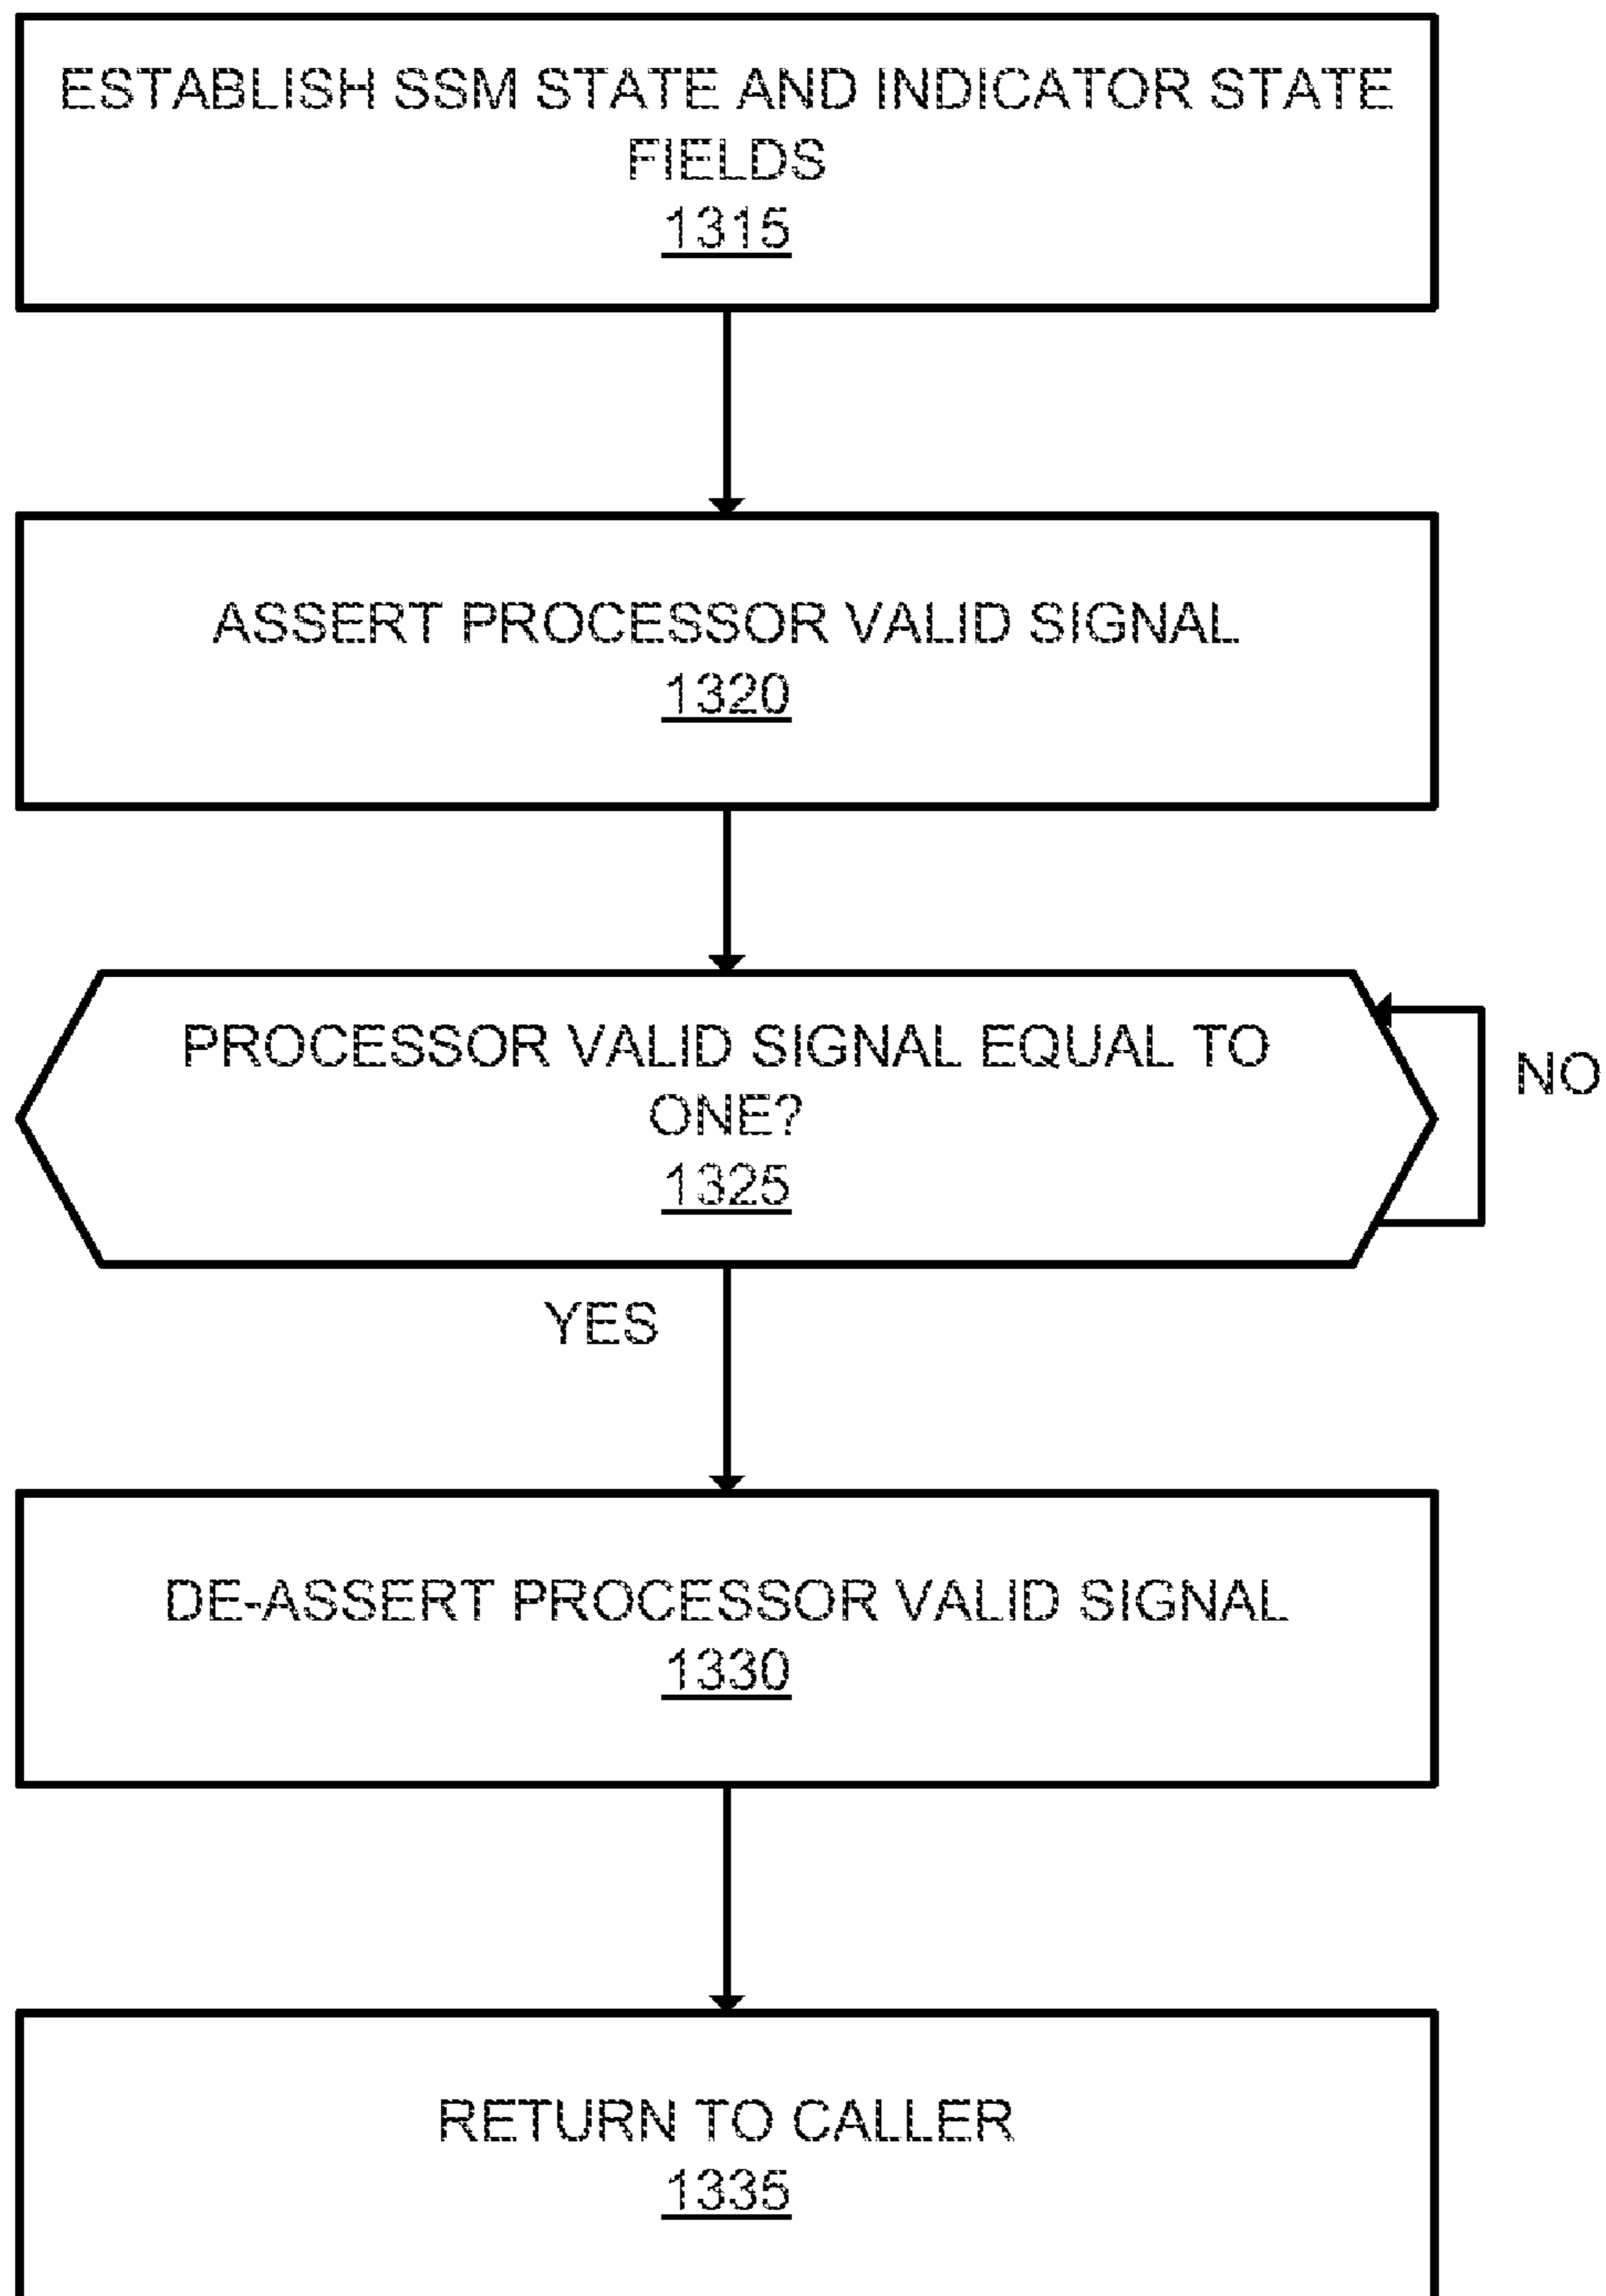 ESTABLISH SSM STATE AND INDICATOR STATE
FIELDS
1315
ASSERT PROCESSOR VALID SIGNAL
1320
PROCESSOR VALID SIGNAL EQUAL TO
ONE?
1325
NO
YES
DE-ASSERT PROCESSOR VALID SIGNAL
1330
RETURN TO CALLER
1335